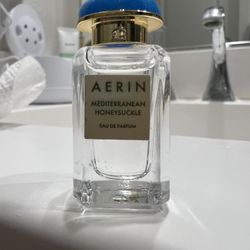 AERIN
MEDITERRANEAN
HONEYSUCKLE
EAU DE PARFUM